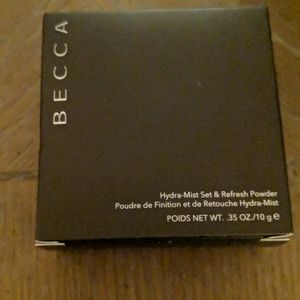 BECCA
Hydra-Mist Set & Refresh Powder
Poudre de Finition et de Retouche Hydra-Mist
POIDS NET WT. .35 OZ./10 g ℮